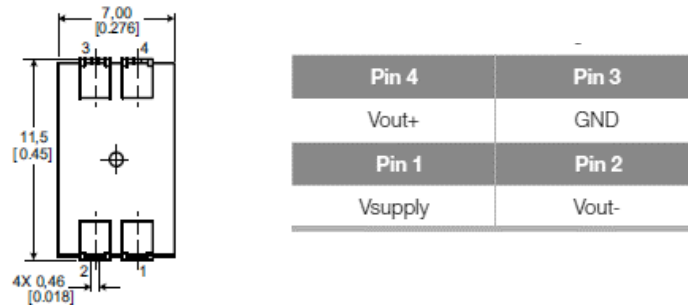 7,00
[0.276]
3 4
11,5
[0.45]
2 1
4X 0,46
[0.018]
Pin 4 Pin 3
Vout+ GND
Pin 1 Pin 2
Vsupply Vout-